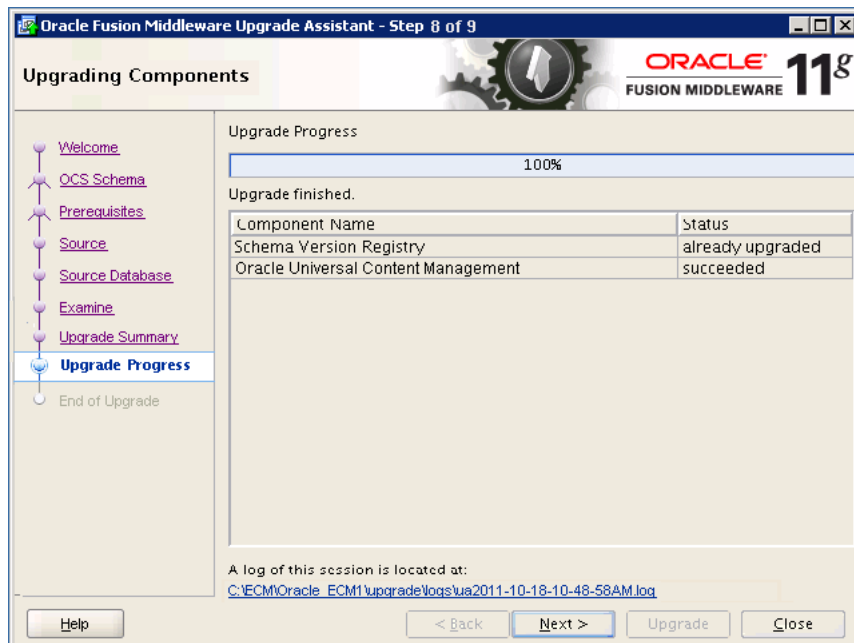 Oracle Fusion Middleware Upgrade Assistant - Step 8 of 9
Upgrading Components
ORACLE
FUSION MIDDLEWARE
11g
Welcome
OCS Schema
Prerequisites
Source
Source Database
Examine
Upgrade Summary
Upgrade Progress
End of Upgrade
Upgrade Progress
100%
Upgrade finished.
Component Name Status
Schema Version Registry already upgraded
Oracle Universal Content Management succeeded
A log of this session is located at:
C:\ECM\Oracle_ECM1\upgrade\logs\ua2011-10-18-10-48-58AM.log
Help < Back Next > Upgrade Close